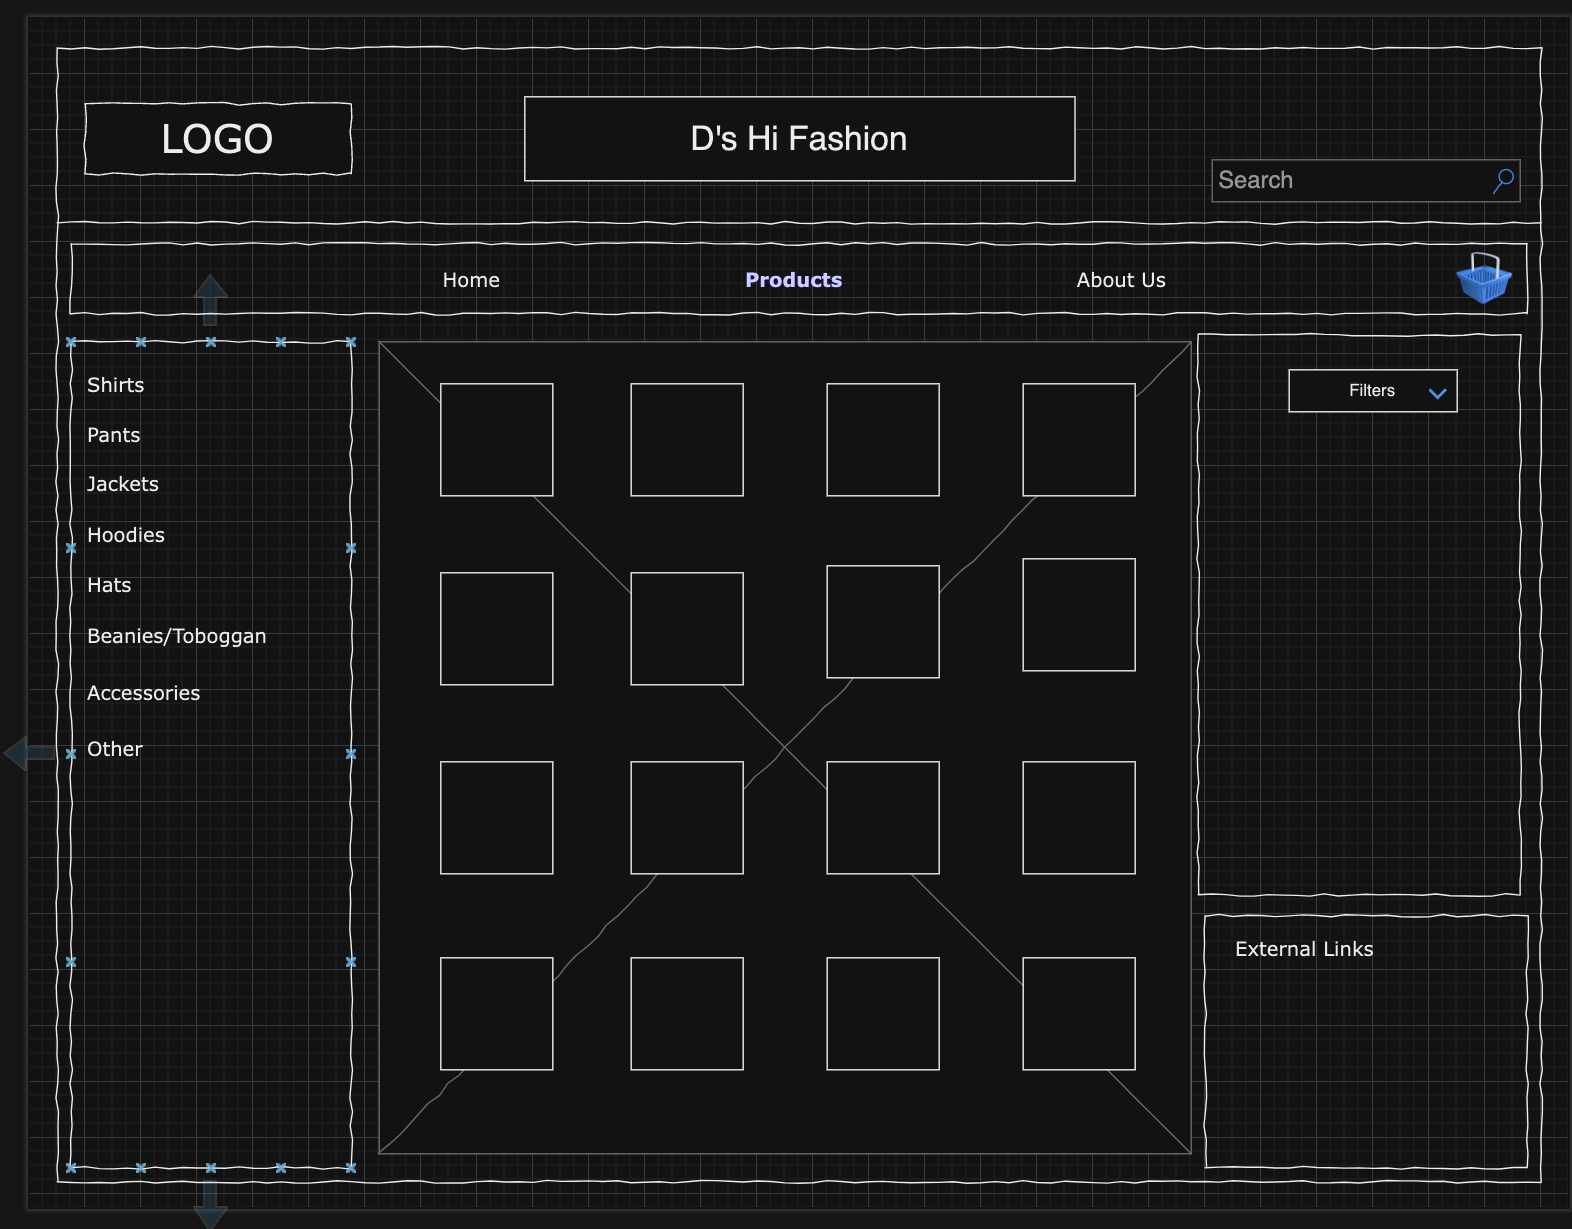 LOGO
D's Hi Fashion
Search
Home
Products
About Us
Shirts
Pants
Jackets
Hoodies
Hats
Beanies/Toboggan
Accessories
Other
Filters
External Links